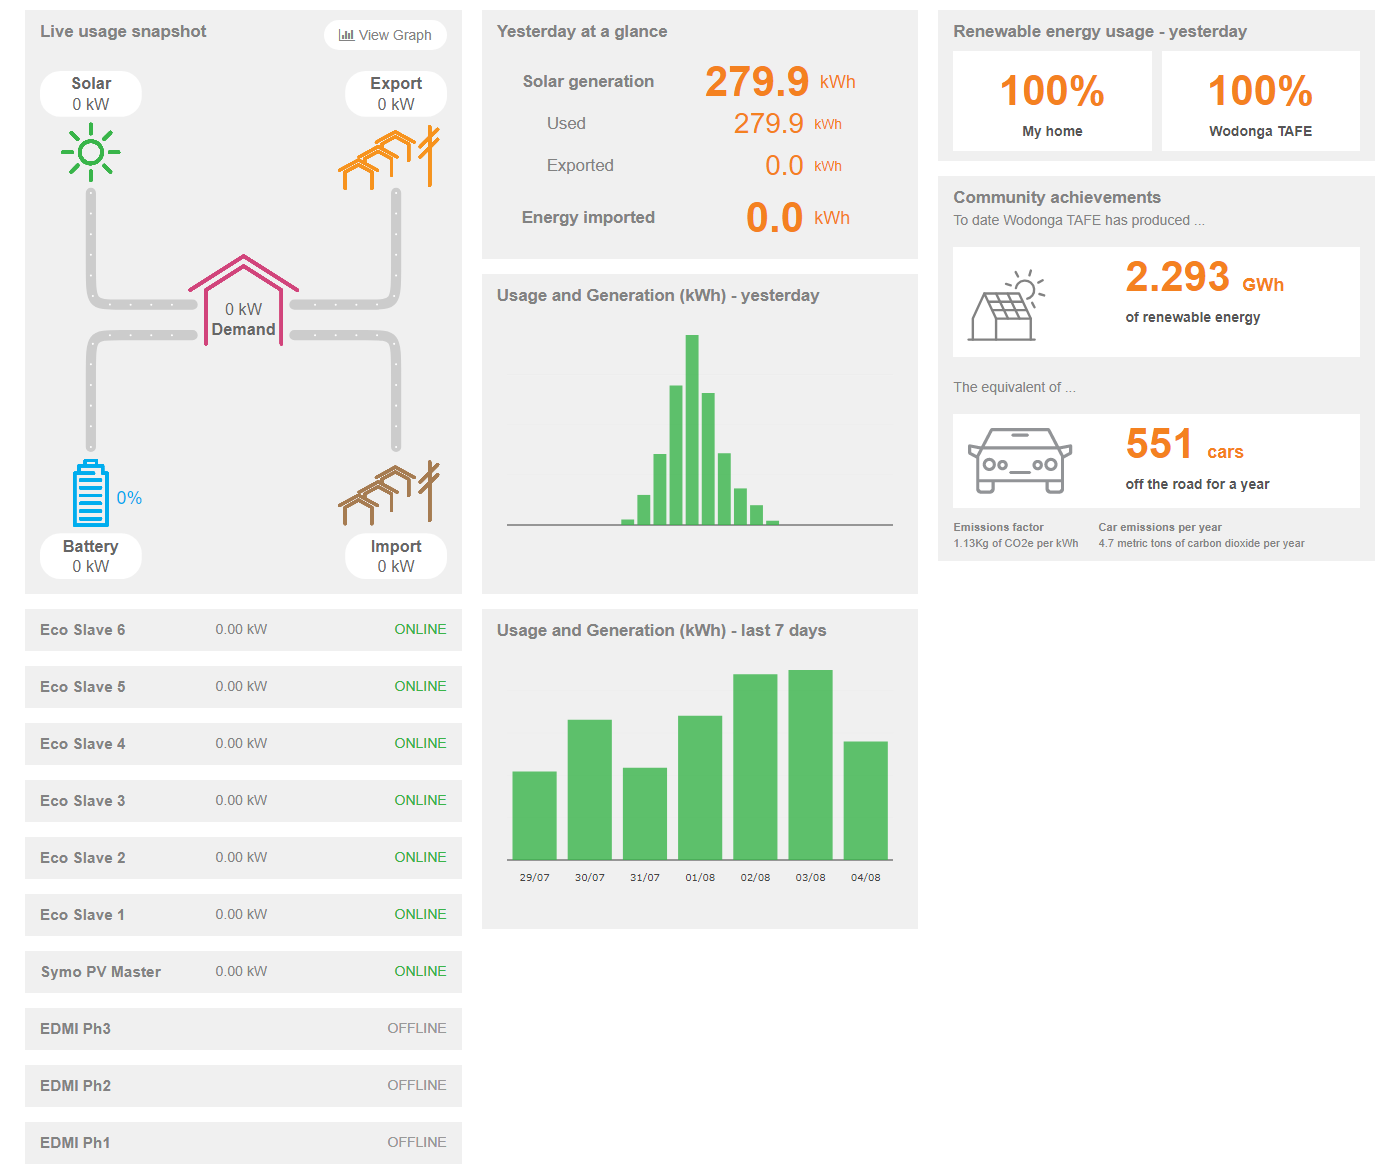 Live usage snapshot
View Graph
Solar
0 kW
Export
0 kW
0 kW
Demand
0%
Battery
0 kW
Import
0 kW
Eco Slave 6 0.00 kW ONLINE
Eco Slave 5 0.00 kW ONLINE
Eco Slave 4 0.00 kW ONLINE
Eco Slave 3 0.00 kW ONLINE
Eco Slave 2 0.00 kW ONLINE
Eco Slave 1 0.00 kW ONLINE
Symo PV Master 0.00 kW ONLINE
EDMI Ph3 OFFLINE
EDMI Ph2 OFFLINE
EDMI Ph1 OFFLINE
Yesterday at a glance
Solar generation 279.9 kWh
Used 279.9 kWh
Exported 0.0 kWh
Energy imported 0.0 kWh
Usage and Generation (kWh) - yesterday
Usage and Generation (kWh) - last 7 days
29/07 30/07 31/07 01/08 02/08 03/08 04/08
Renewable energy usage - yesterday
100%
My home
100%
Wodonga TAFE
Community achievements
To date Wodonga TAFE has produced ...
2.293 GWh
of renewable energy
The equivalent of ...
551 cars
off the road for a year
Emissions factor
1.13Kg of CO2e per kWh
Car emissions per year
4.7 metric tons of carbon dioxide per year